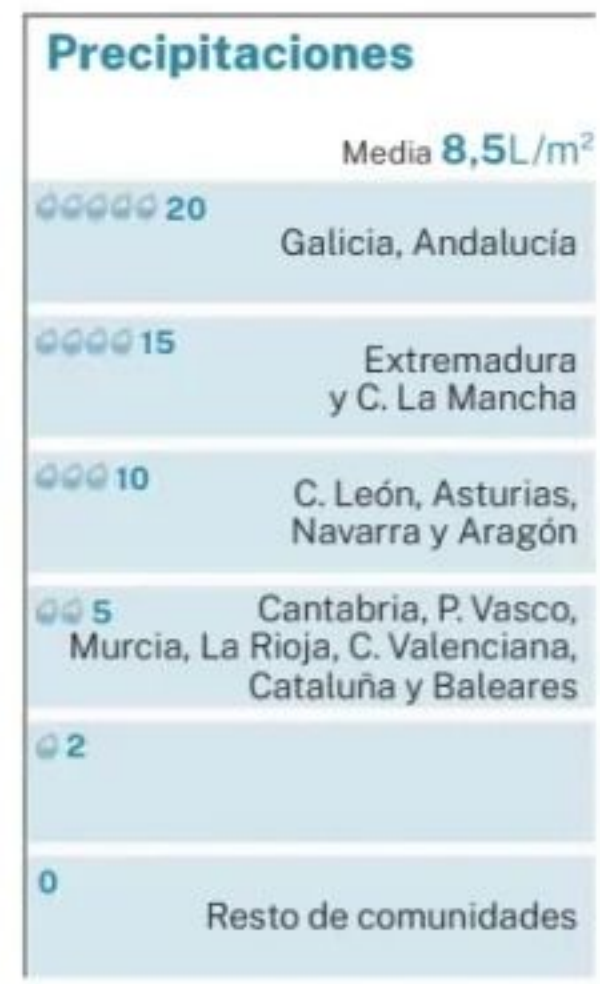 Precipitaciones
Media 8,5L/m²
20
Galicia, Andalucía
15
Extremadura
y C. La Mancha
10
C. León, Asturias,
Navarra y Aragón
5 Cantabria, P. Vasco,
Murcia, La Rioja, C. Valenciana,
Cataluña y Baleares
2
0
Resto de comunidades